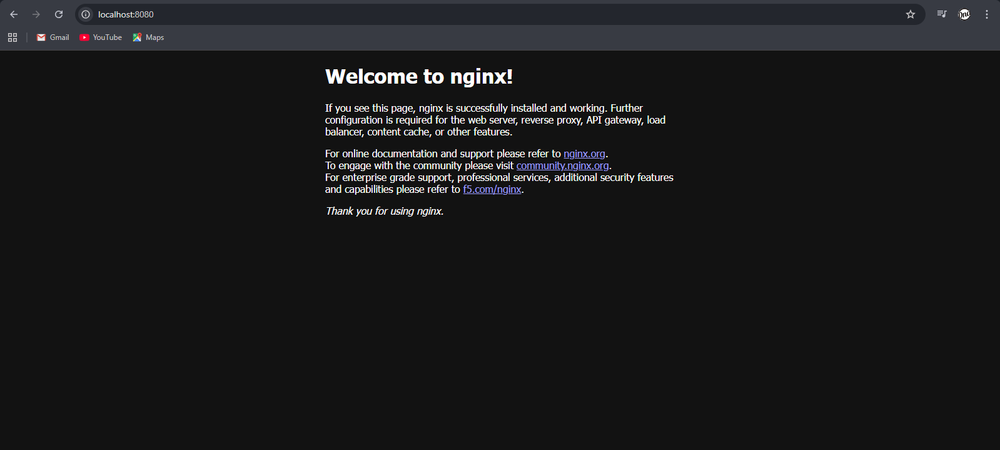 localhost:8080
Gmail YouTube Maps
Welcome to nginx!
If you see this page, nginx is successfully installed and working. Further
configuration is required for the web server, reverse proxy, API gateway, load
balancer, content cache, or other features.
For online documentation and support please refer to nginx.org.
To engage with the community please visit community.nginx.org.
For enterprise grade support, professional services, additional security features
and capabilities please refer to f5.com/nginx.
Thank you for using nginx.